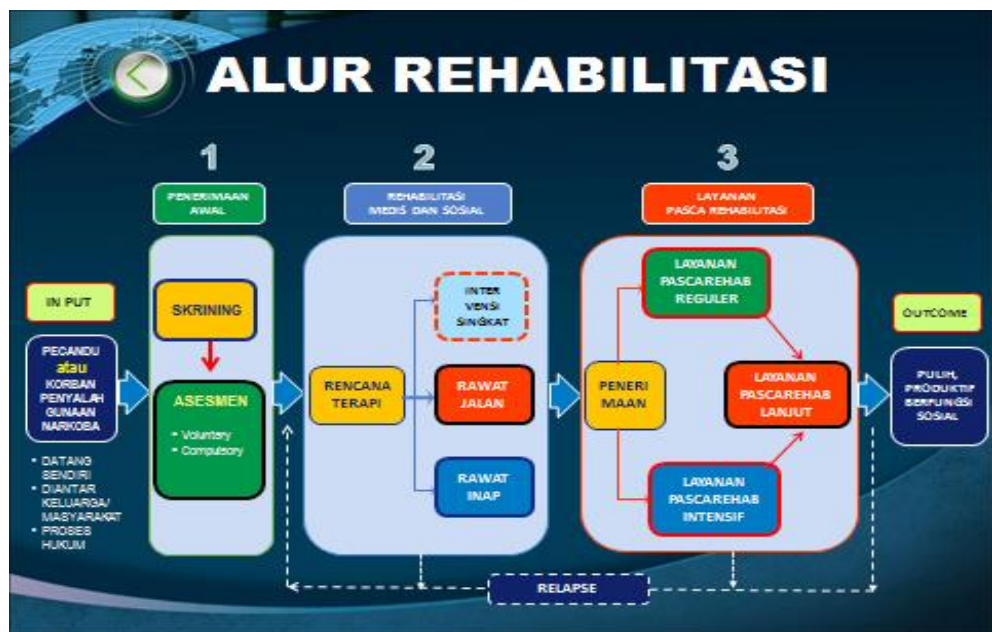 ALUR REHABILITASI
1
2
3
PENERIMAAN
AWAL
REHABILITASI
MEDIS DAN SOSIAL
LAYANAN
PASCA REHABILITASI
IN PUT
PECANDU
atau
KORBAN
PENYALAH
GUNAAN
NARKOBA
• DATANG
SENDIRI
• DIANTAR
KELUARGA/
MASYARAKAT
• PROSES
HUKUM
SKRINING
ASESMEN
• Voluntary
• Compulsory
RENCANA
TERAPI
INTER
VENSI
SINGKAT
RAWAT
JALAN
RAWAT
INAP
PENERI
MAAN
LAYANAN
PASCAREHAB
REGULER
LAYANAN
PASCAREHAB
LANJUT
LAYANAN
PASCAREHAB
INTENSIF
OUTCOME
PULIH,
PRODUKTIF
BERFUNGSI
SOSIAL
RELAPSE